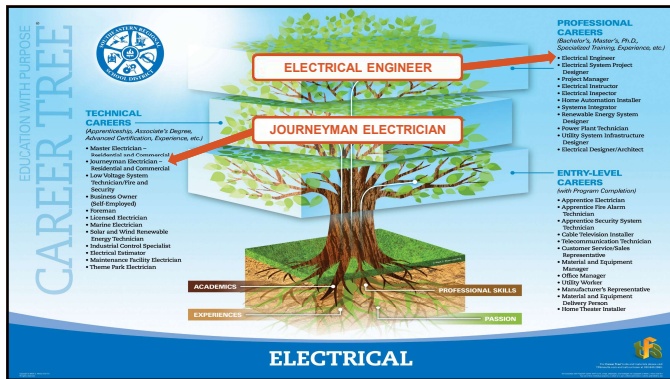 EDUCATION WITH PURPOSE
CAREER TREE
SOUTHEASTERN REGIONAL
SCHOOL DISTRICT
ELECTRICAL ENGINEER
JOURNEYMAN ELECTRICIAN
TECHNICAL
CAREERS
(Apprenticeship, Associate's Degree,
Advanced Certification, Experience, etc.)
• Master Electrician –
Residential and Commercial
• Journeyman Electrician –
Residential and Commercial
• Low Voltage System
Technician/Fire and
Security
• Business Owner
(Self-Employed)
• Foreman
• Licensed Electrician
• Marine Electrician
• Solar and Wind Renewable
Energy Technician
• Industrial Control Specialist
• Electrical Estimator
• Maintenance Facility Electrician
• Theme Park Electrician
PROFESSIONAL
CAREERS
(Bachelor's, Master's, Ph.D.,
Specialized Training, Experience, etc.)
• Electrical Engineer
• Electrical System Project
Designer
• Project Manager
• Electrical Instructor
• Electrical Inspector
• Home Automation Installer
• Systems Integrator
• Renewable Energy System
Designer
• Power Plant Technician
• Utility System Infrastructure
Designer
• Electrical Designer/Architect
ENTRY-LEVEL
CAREERS
(with Program Completion)
• Apprentice Electrician
• Apprentice Fire Alarm
Technician
• Apprentice Security System
Technician
• Cable Television Installer
• Telecommunication Technician
• Customer Service/Sales
Representative
• Material and Equipment
Manager
• Office Manager
• Utility Worker
• Manufacturer's Representative
• Material and Equipment
Delivery Person
• Home Theater Installer
ACADEMICS
PROFESSIONAL SKILLS
EXPERIENCES
PASSION
ELECTRICAL